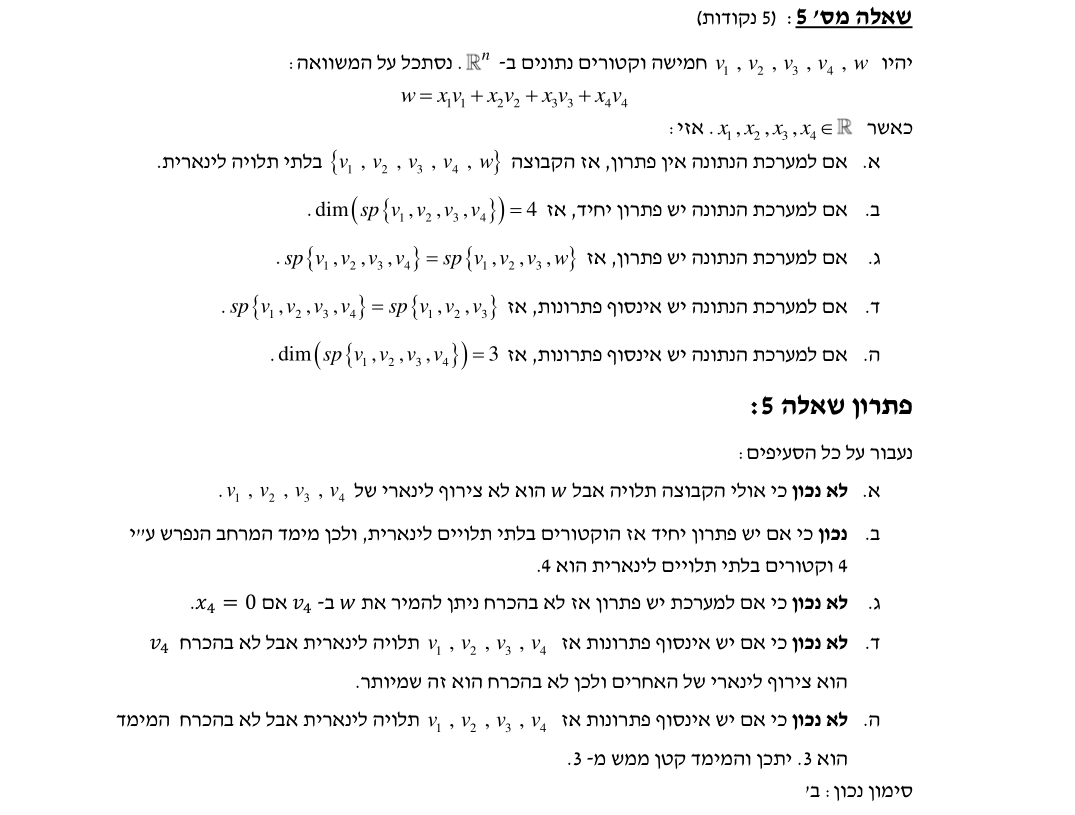 שאלה מס׳ 5 : (5 נקודות)
יהיו v₁ , v₂ , v₃ , v₄ , w חמישה וקטורים נתונים ב- ℝⁿ . נסתכל על המשוואה :
w = x₁v₁ + x₂v₂ + x₃v₃ + x₄v₄
כאשר x₁ , x₂ , x₃ , x₄ ∈ ℝ . אזי :
א. אם למערכת הנתונה אין פתרון, אז הקבוצה {v₁ , v₂ , v₃ , v₄ , w} בלתי תלויה לינארית.
ב. אם למערכת הנתונה יש פתרון יחיד, אז dim(sp{v₁ , v₂ , v₃ , v₄}) = 4 .
ג. אם למערכת הנתונה יש פתרון, אז sp{v₁ , v₂ , v₃ , v₄} = sp{v₁ , v₂ , v₃ , w} .
ד. אם למערכת הנתונה יש אינסוף פתרונות, אז sp{v₁ , v₂ , v₃ , v₄} = sp{v₁ , v₂ , v₃} .
ה. אם למערכת הנתונה יש אינסוף פתרונות, אז dim(sp{v₁ , v₂ , v₃ , v₄}) = 3 .
פתרון שאלה 5:
נעבור על כל הסעיפים :
א. לא נכון כי אולי הקבוצה תלויה אבל w הוא לא צירוף לינארי של v₁ , v₂ , v₃ , v₄ .
ב. נכון כי אם יש פתרון יחיד אז הוקטורים בלתי תלויים לינארית, ולכן מימד המרחב הנפרש ע״י
4 וקטורים בלתי תלויים לינארית הוא 4.
ג. לא נכון כי אם למערכת יש פתרון אז לא בהכרח ניתן להמיר את w ב- v₄ אם x₄ = 0.
ד. לא נכון כי אם יש אינסוף פתרונות אז v₁ , v₂ , v₃ , v₄ תלויה לינארית אבל לא בהכרח v₄
הוא צירוף לינארי של האחרים ולכן לא בהכרח הוא זה שמיותר.
ה. לא נכון כי אם יש אינסוף פתרונות אז v₁ , v₂ , v₃ , v₄ תלויה לינארית אבל לא בהכרח המימד
הוא 3. יתכן והמימד קטן ממש מ- 3.
סימון נכון : ב׳